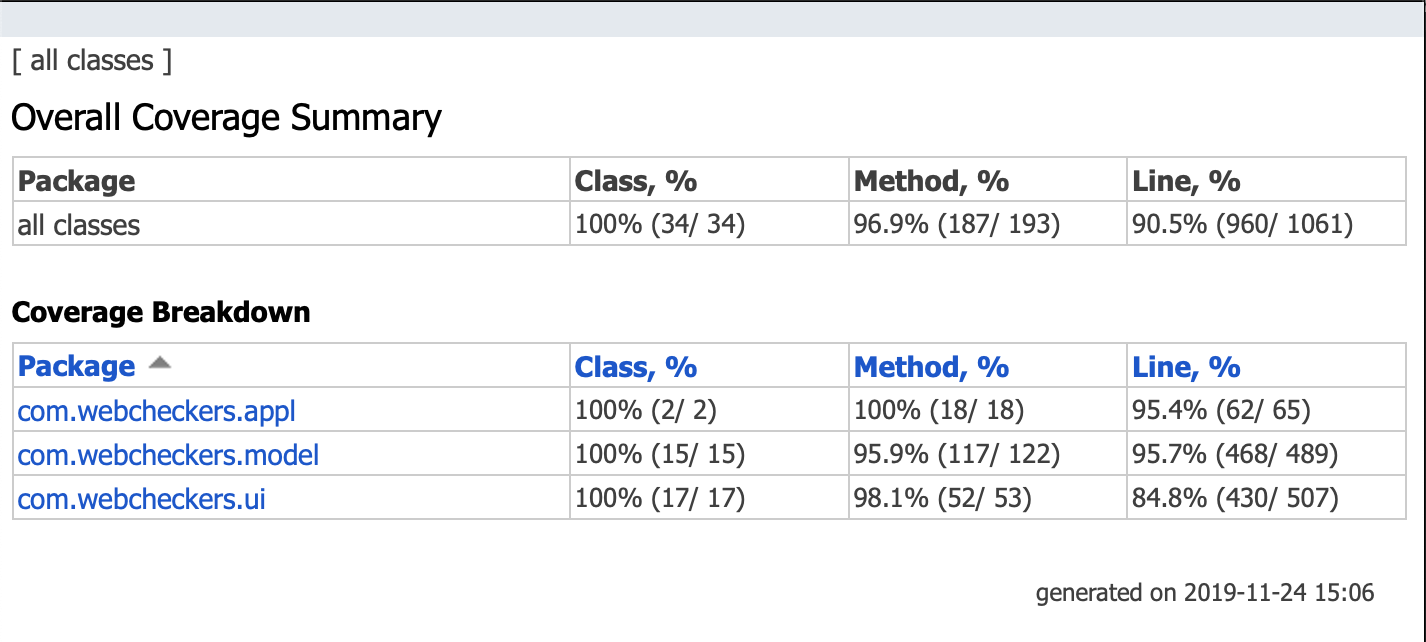 [ all classes ]
Overall Coverage Summary
Package Class, % Method, % Line, %
all classes 100% (34/ 34) 96.9% (187/ 193) 90.5% (960/ 1061)
Coverage Breakdown
Package Class, % Method, % Line, %
com.webcheckers.appl 100% (2/ 2) 100% (18/ 18) 95.4% (62/ 65)
com.webcheckers.model 100% (15/ 15) 95.9% (117/ 122) 95.7% (468/ 489)
com.webcheckers.ui 100% (17/ 17) 98.1% (52/ 53) 84.8% (430/ 507)
generated on 2019-11-24 15:06